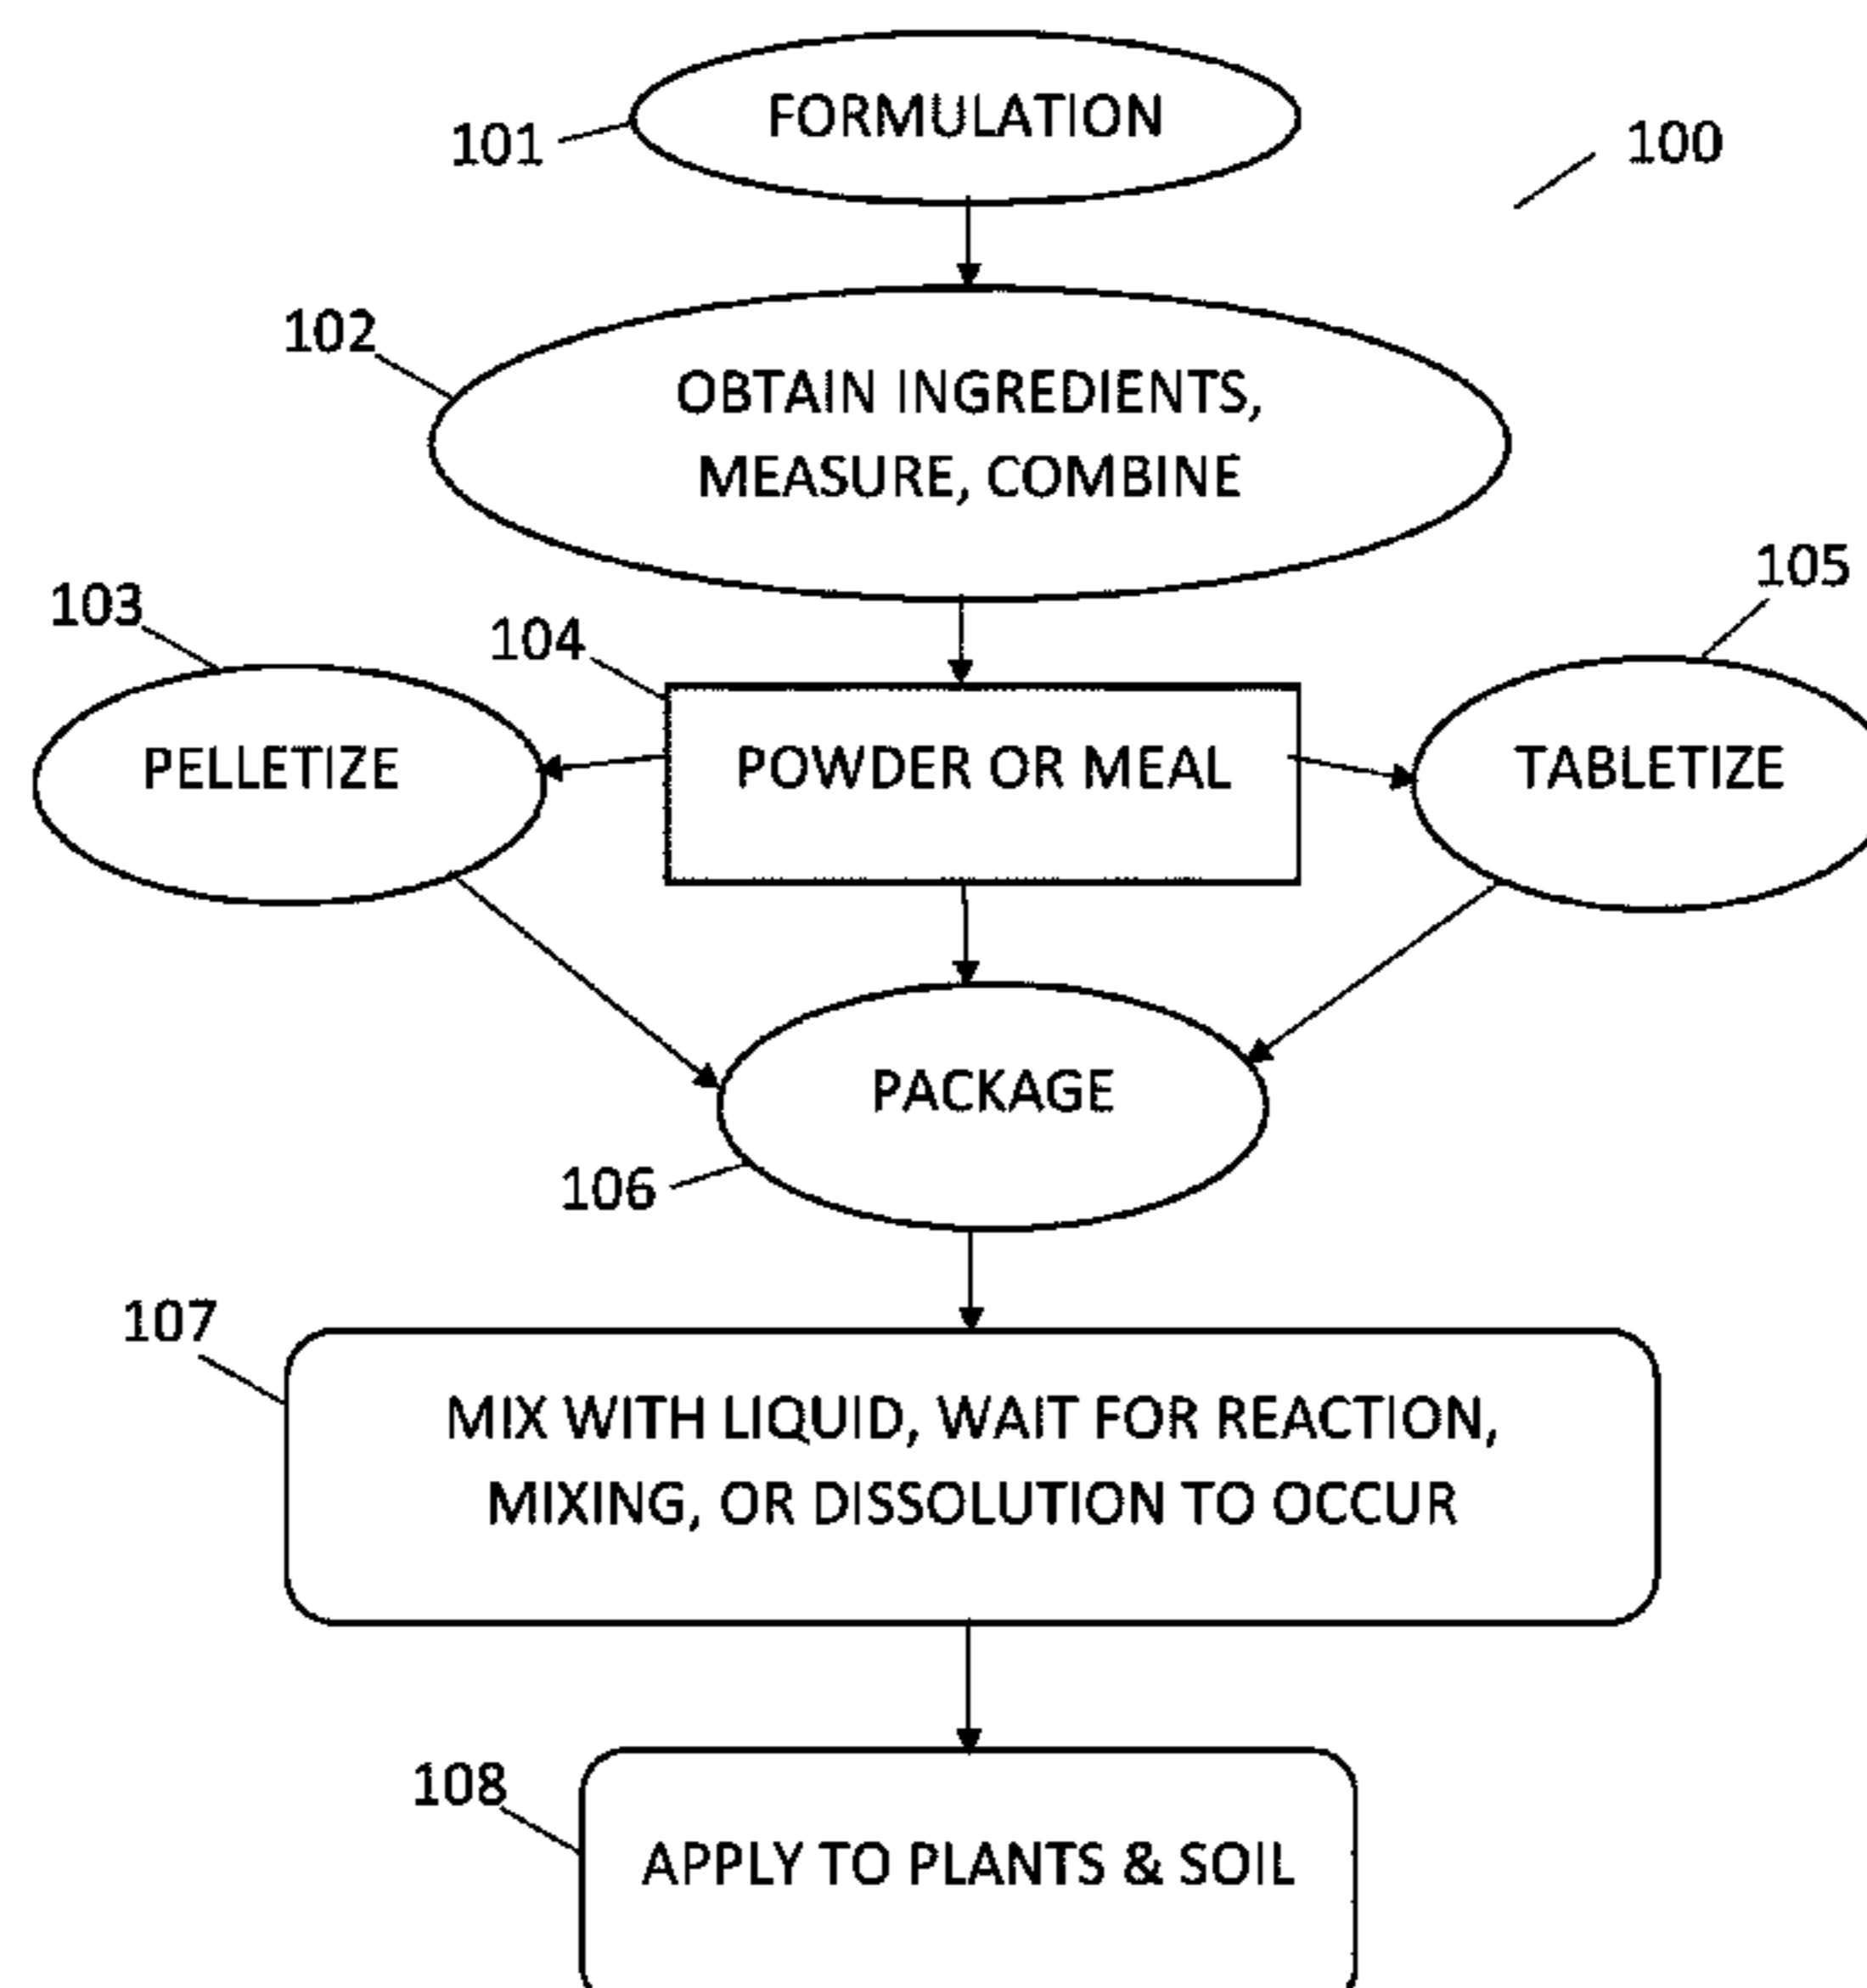 FORMULATION
101
100
102
OBTAIN INGREDIENTS,
MEASURE, COMBINE
103
104
105
PELLETIZE
POWDER OR MEAL
TABLETIZE
PACKAGE
106
107
MIX WITH LIQUID, WAIT FOR REACTION,
MIXING, OR DISSOLUTION TO OCCUR
108
APPLY TO PLANTS & SOIL